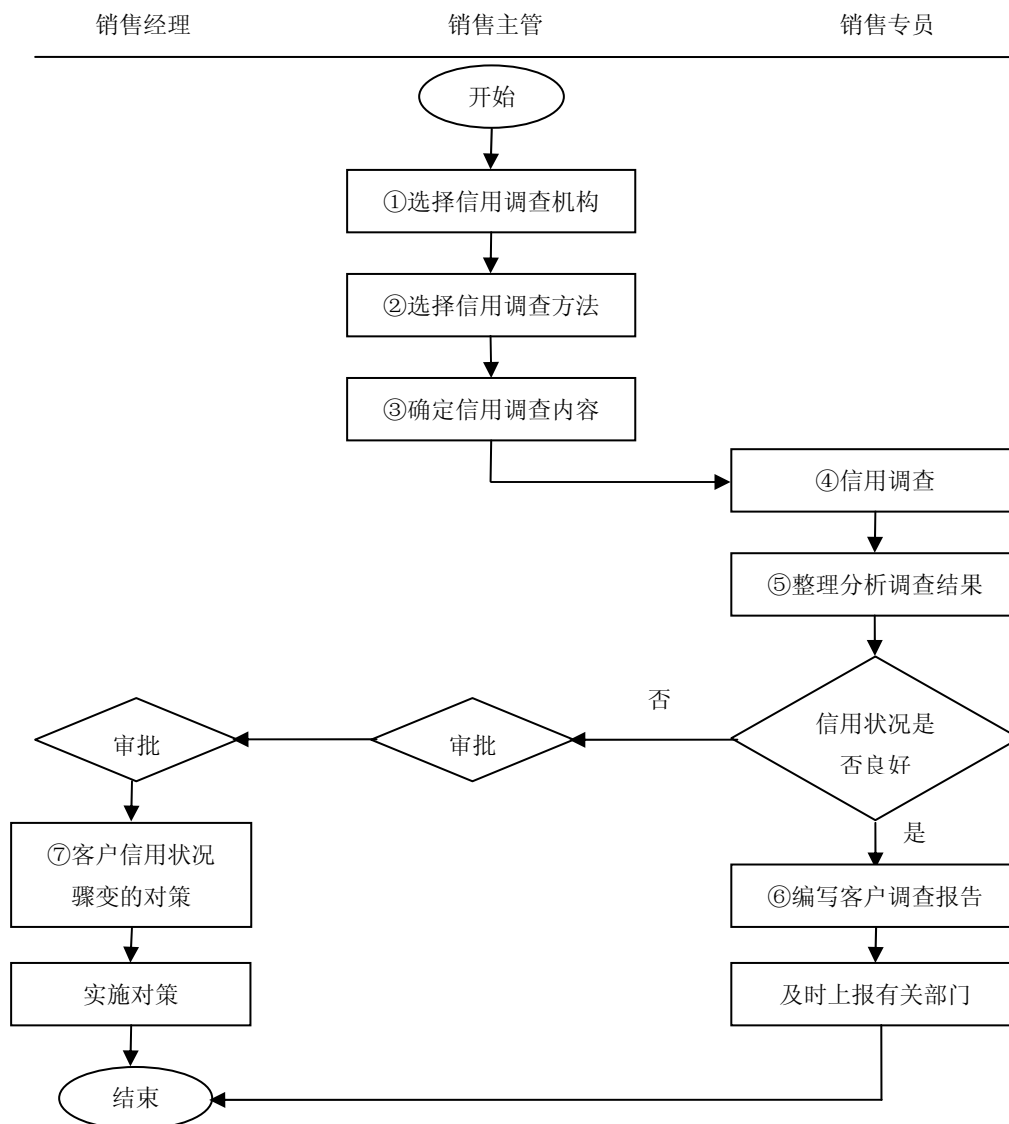 销售经理 销售主管 销售专员
开始
①选择信用调查机构
②选择信用调查方法
③确定信用调查内容
④信用调查
⑤整理分析调查结果
否
信用状况是
否良好
审批
审批
是
⑦客户信用状况
骤变的对策
⑥编写客户调查报告
实施对策
及时上报有关部门
结束